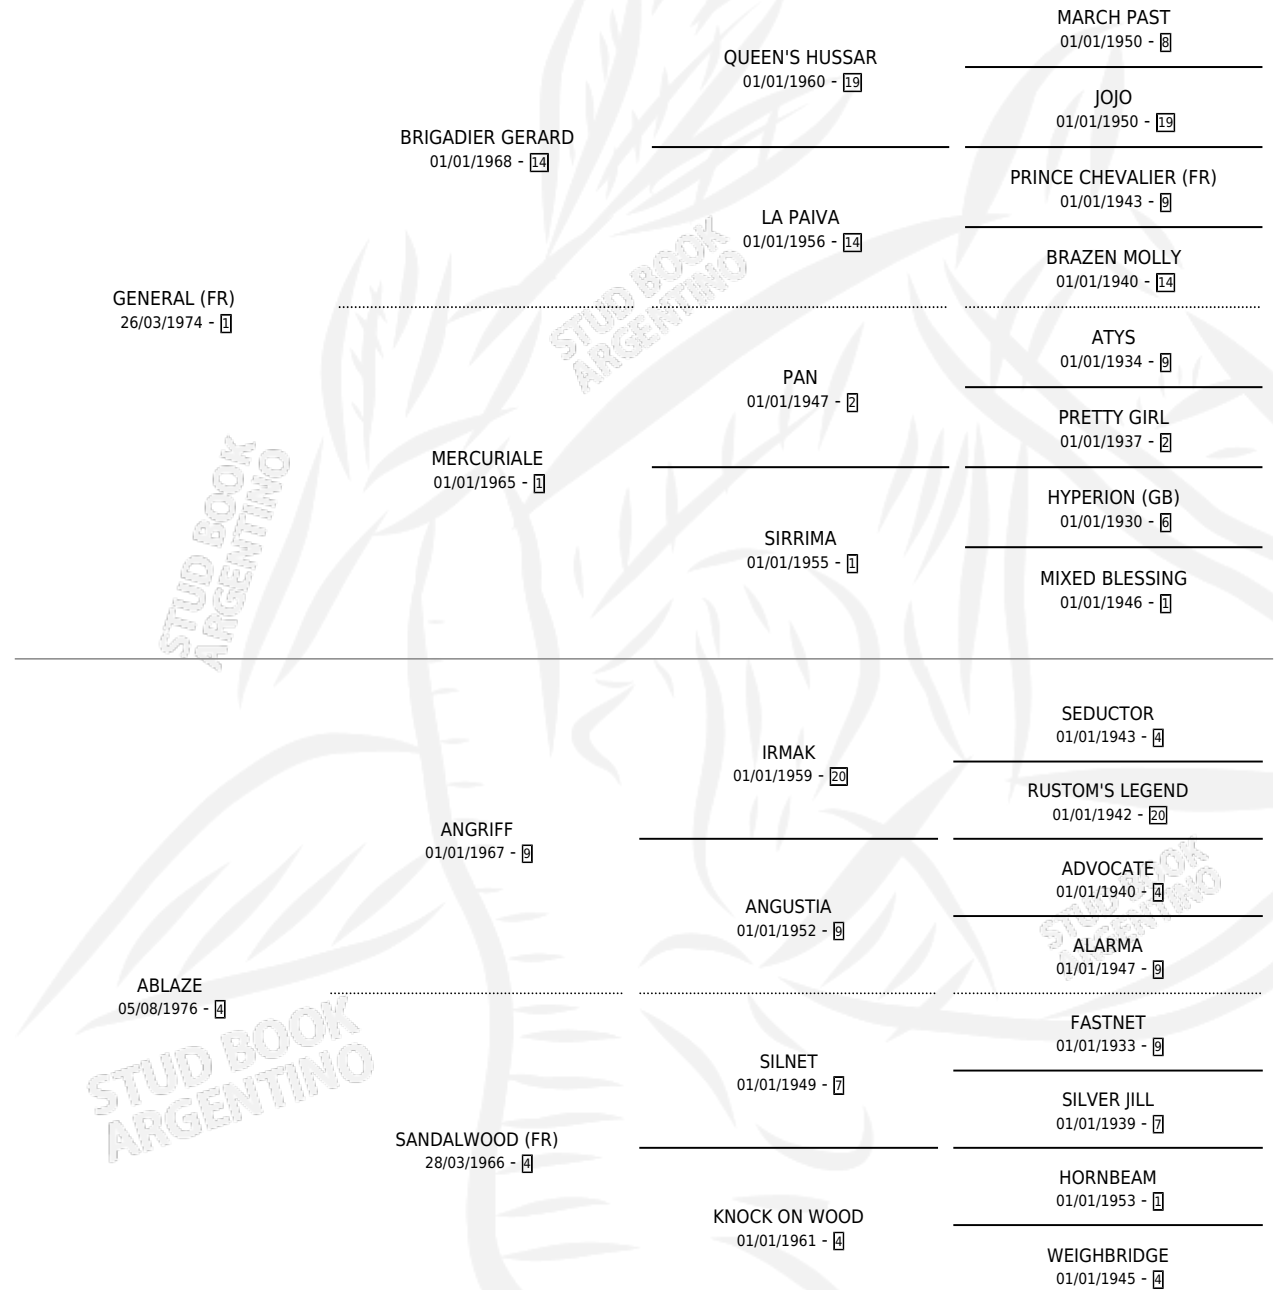 MARCH PAST
01/01/1950 - 8
QUEEN'S HUSSAR
01/01/1960 - 19
JOJO
01/01/1950 - 19
BRIGADIER GERARD
01/01/1968 - 14
PRINCE CHEVALIER (FR)
01/01/1943 - 9
LA PAIVA
01/01/1956 - 14
BRAZEN MOLLY
01/01/1940 - 14
GENERAL (FR)
26/03/1974 - 1
STUD BOOK
ARGENTINO
ATYS
01/01/1934 - 9
PAN
01/01/1947 - 2
PRETTY GIRL
01/01/1937 - 2
MERCURIALE
01/01/1965 - 1
HYPERION (GB)
01/01/1930 - 6
SIRRIMA
01/01/1955 - 1
MIXED BLESSING
01/01/1946 - 1
STUD BOOK
ARGENTINO
SEDUCTOR
01/01/1943 - 4
IRMAK
01/01/1959 - 20
RUSTOM'S LEGEND
01/01/1942 - 20
ANGRIFF
01/01/1967 - 9
ADVOCATE
01/01/1940 - 4
ANGUSTIA
01/01/1952 - 9
ALARMA
01/01/1947 - 9
STUD BOOK
ARGENTINO
ABLAZE
05/08/1976 - 4
FASTNET
01/01/1933 - 9
SILNET
01/01/1949 - 7
SILVER JILL
01/01/1939 - 7
STUD BOOK
ARGENTINO
SANDALWOOD (FR)
28/03/1966 - 4
HORNBEAM
01/01/1953 - 1
KNOCK ON WOOD
01/01/1961 - 4
WEIGHBRIDGE
01/01/1945 - 4